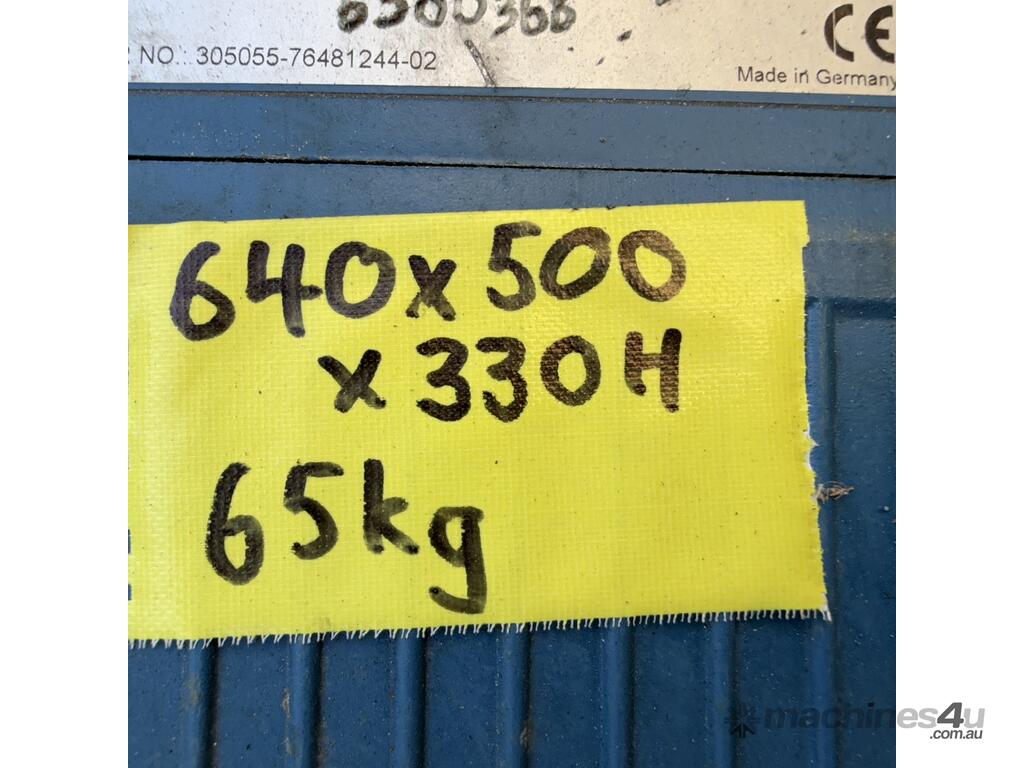 NO.: 305055-76481244-02
CE
Made in Germany
640x500
x330H
65kg
machines4u
.com.au